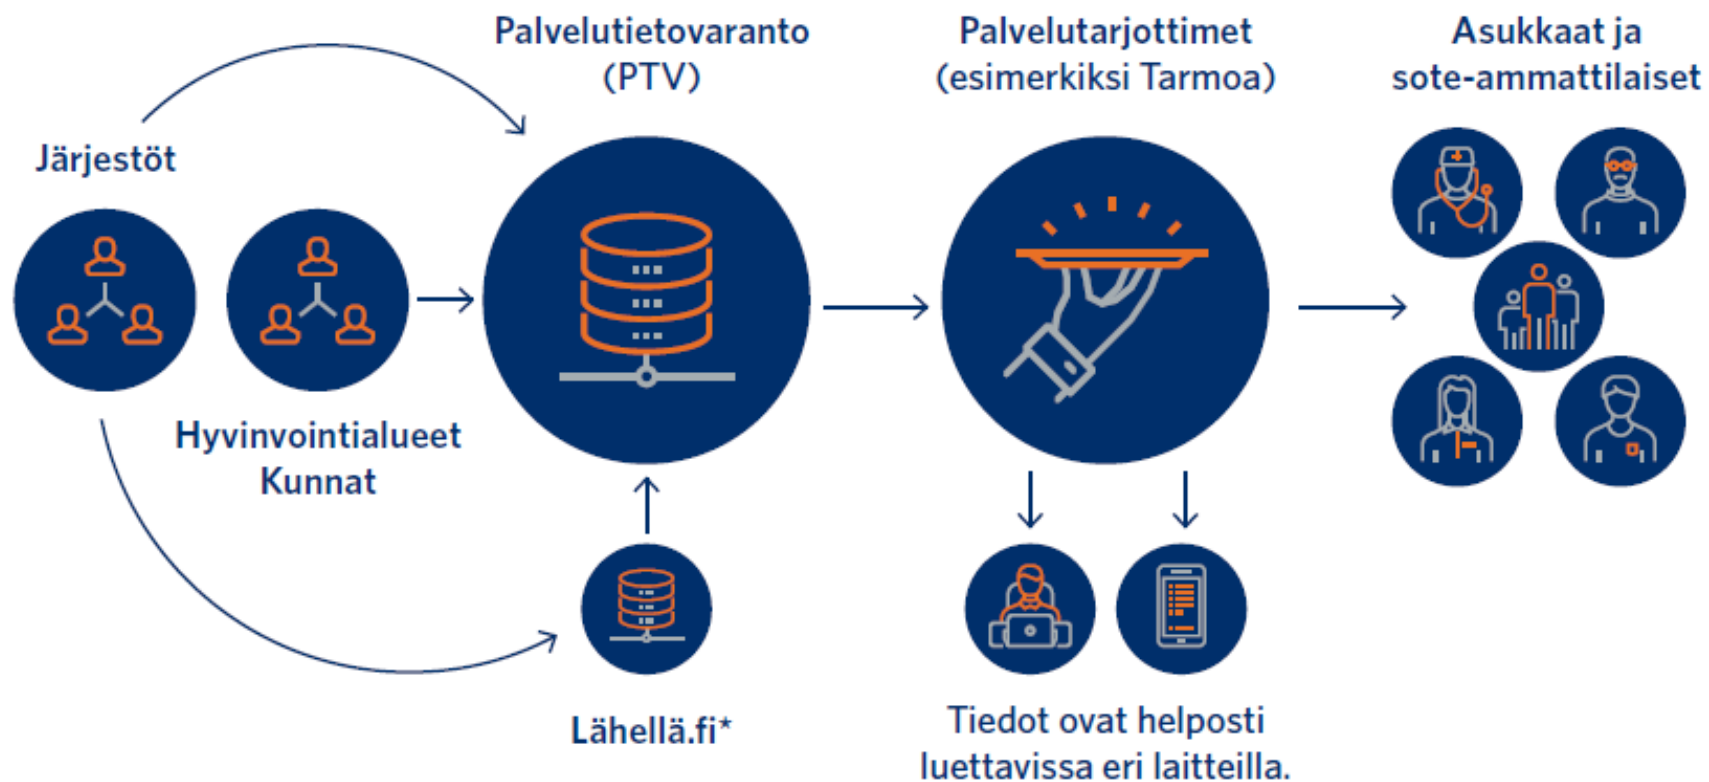 Palvelutietovaranto
(PTV)
Palvelutarjottimet
(esimerkiksi Tarmoa)
Asukkaat ja
sote-ammattilaiset
Järjestöt
Hyvinvointialueet
Kunnat
Lähellä.fi*
Tiedot ovat helposti
luettavissa eri laitteilla.